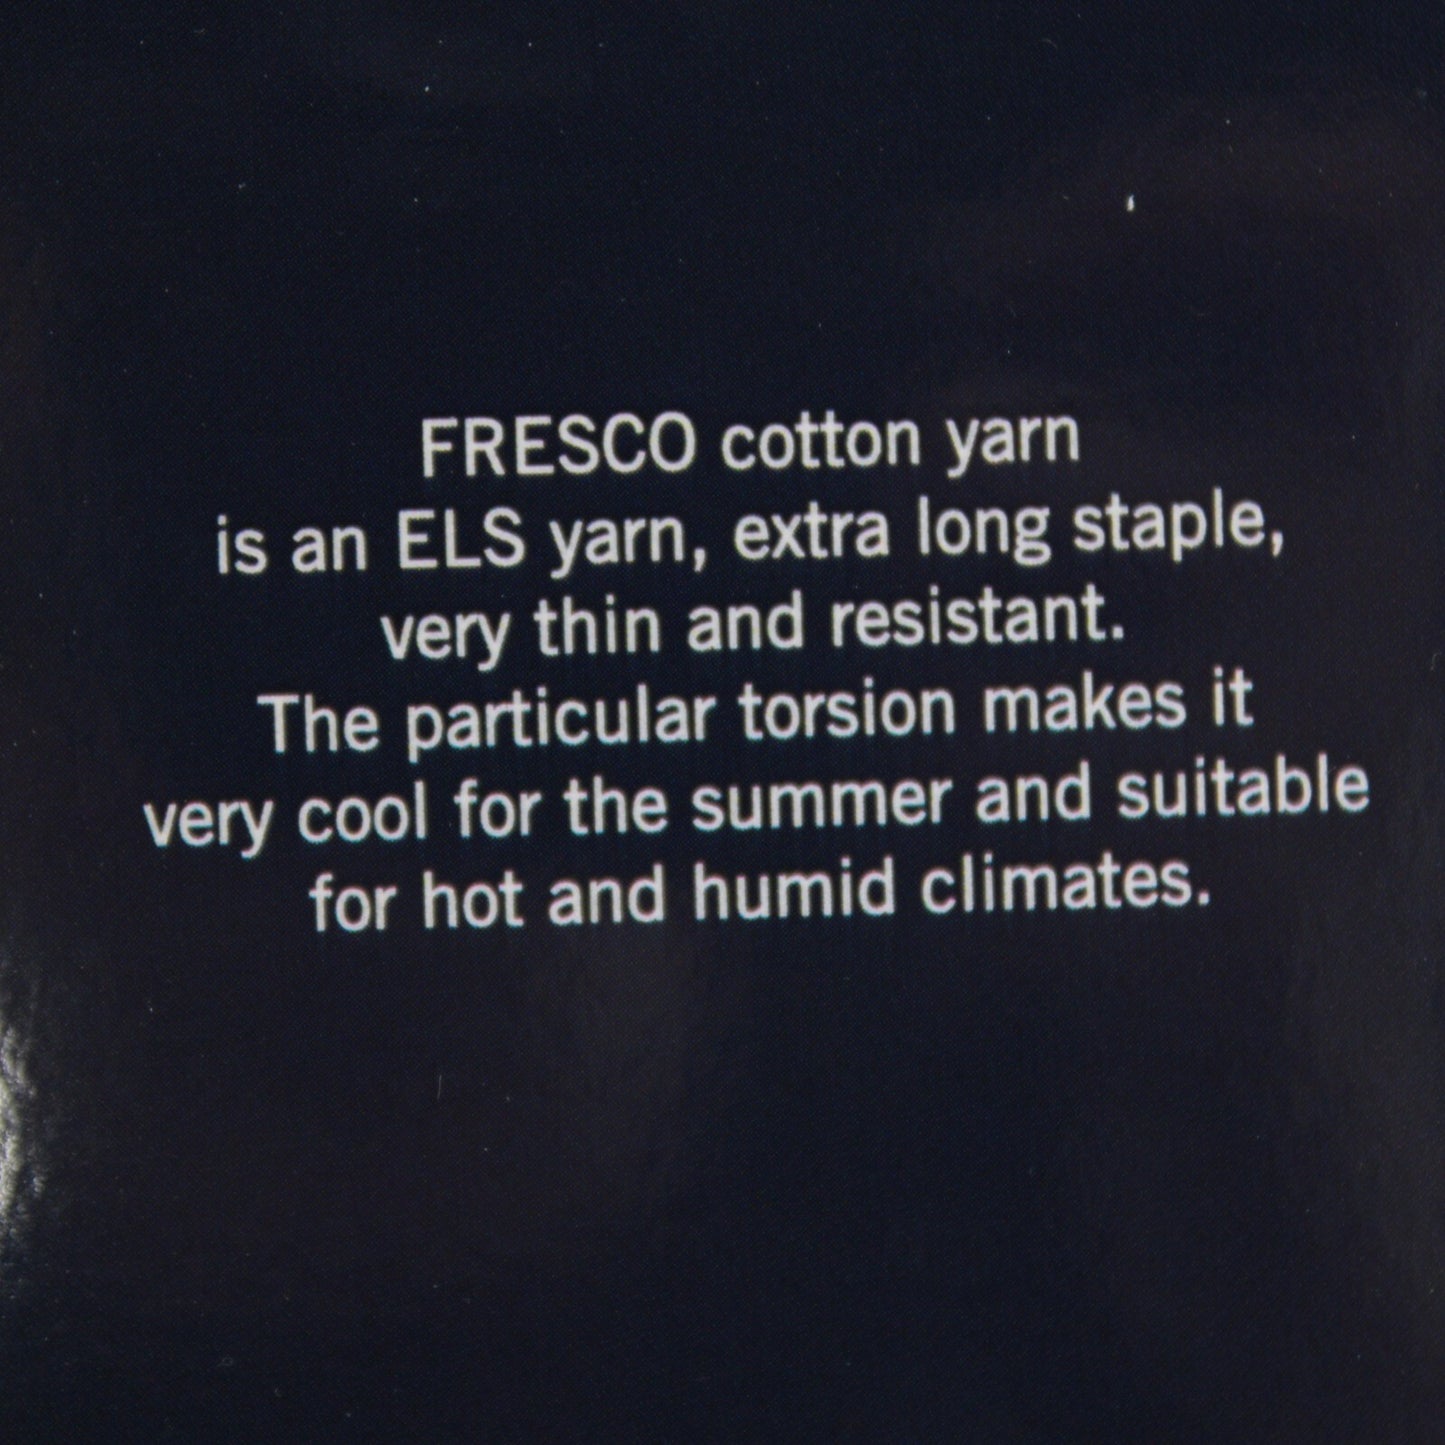 FRESCO cotton yarn
is an ELS yarn, extra long staple,
very thin and resistant.
The particular torsion makes it
very cool for the summer and suitable
for hot and humid climates.